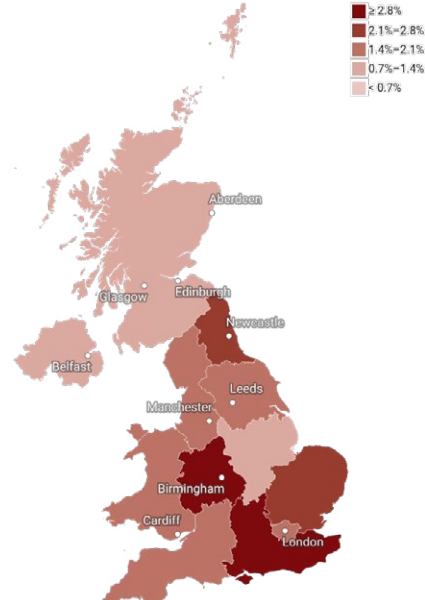 ≥ 2.8%
2.1%–2.8%
1.4%–2.1%
0.7%–1.4%
< 0.7%
Aberdeen
Glasgow
Edinburgh
Newcastle
Belfast
Leeds
Manchester
Birmingham
Cardiff
London